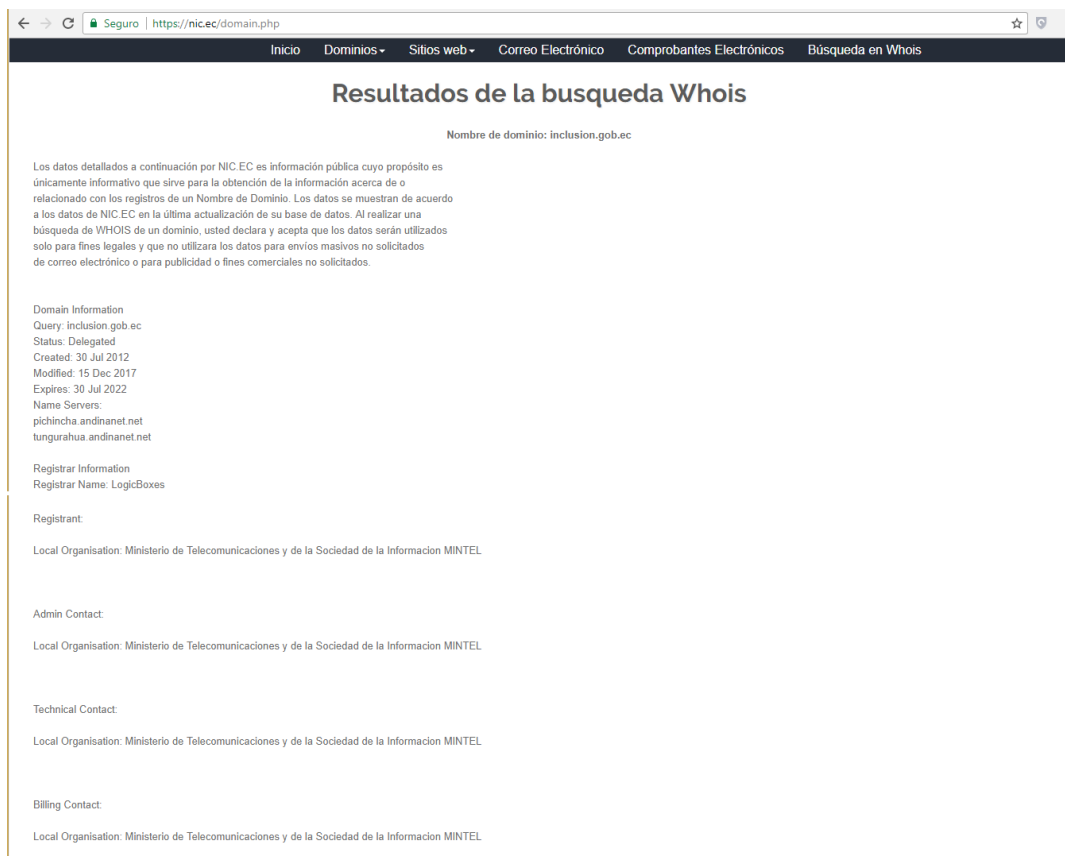 Seguro | https://nic.ec/domain.php
Inicio Dominios Sitios web Correo Electrónico Comprobantes Electrónicos Búsqueda en Whois
Resultados de la busqueda Whois
Nombre de dominio: inclusion.gob.ec
Los datos detallados a continuación por NIC.EC es información pública cuyo propósito es
únicamente informativo que sirve para la obtención de la información acerca de o
relacionado con los registros de un Nombre de Dominio. Los datos se muestran de acuerdo
a los datos de NIC.EC en la última actualización de su base de datos. Al realizar una
búsqueda de WHOIS de un dominio, usted declara y acepta que los datos serán utilizados
solo para fines legales y que no utilizara los datos para envíos masivos no solicitados
de correo electrónico o para publicidad o fines comerciales no solicitados.
Domain Information
Query: inclusion.gob.ec
Status: Delegated
Created: 30 Jul 2012
Modified: 15 Dec 2017
Expires: 30 Jul 2022
Name Servers:
pichincha.andinanet.net
tungurahua.andinanet.net
Registrar Information
Registrar Name: LogicBoxes
Registrant:
Local Organisation: Ministerio de Telecomunicaciones y de la Sociedad de la Informacion MINTEL
Admin Contact:
Local Organisation: Ministerio de Telecomunicaciones y de la Sociedad de la Informacion MINTEL
Technical Contact:
Local Organisation: Ministerio de Telecomunicaciones y de la Sociedad de la Informacion MINTEL
Billing Contact:
Local Organisation: Ministerio de Telecomunicaciones y de la Sociedad de la Informacion MINTEL